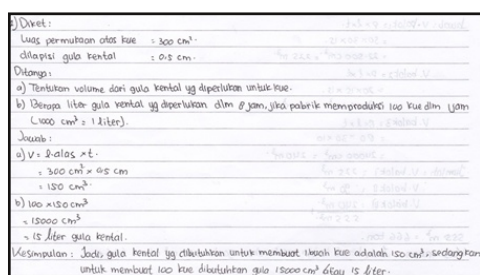 2) Diket:
Luas permukaan atas kue = 300 cm².
dilapisi gula kental = 0.5 cm.
Ditanya:
a) Tentukan volume dari gula kental yg diperlukan untuk kue.
b) Berapa liter gula kental yg diperlukan dlm 8 jam, jika pabrik memproduksi 100 kue dlm 1 jam
(1000 cm³ = 1 liter).
Jawab:
a) V = l-alas × t.
= 300 cm² × 0.5 cm
= 150 cm³.
b) 100 × 150 cm³
= 15000 cm³
= 15 liter gula kental.
Kesimpulan: Jadi, gula kental yg dibutuhkan untuk membuat 1 buah kue adalah 150 cm³, sedangkan
untuk membuat 100 kue dibutuhkan gula 15000 cm³ atau 15 liter.